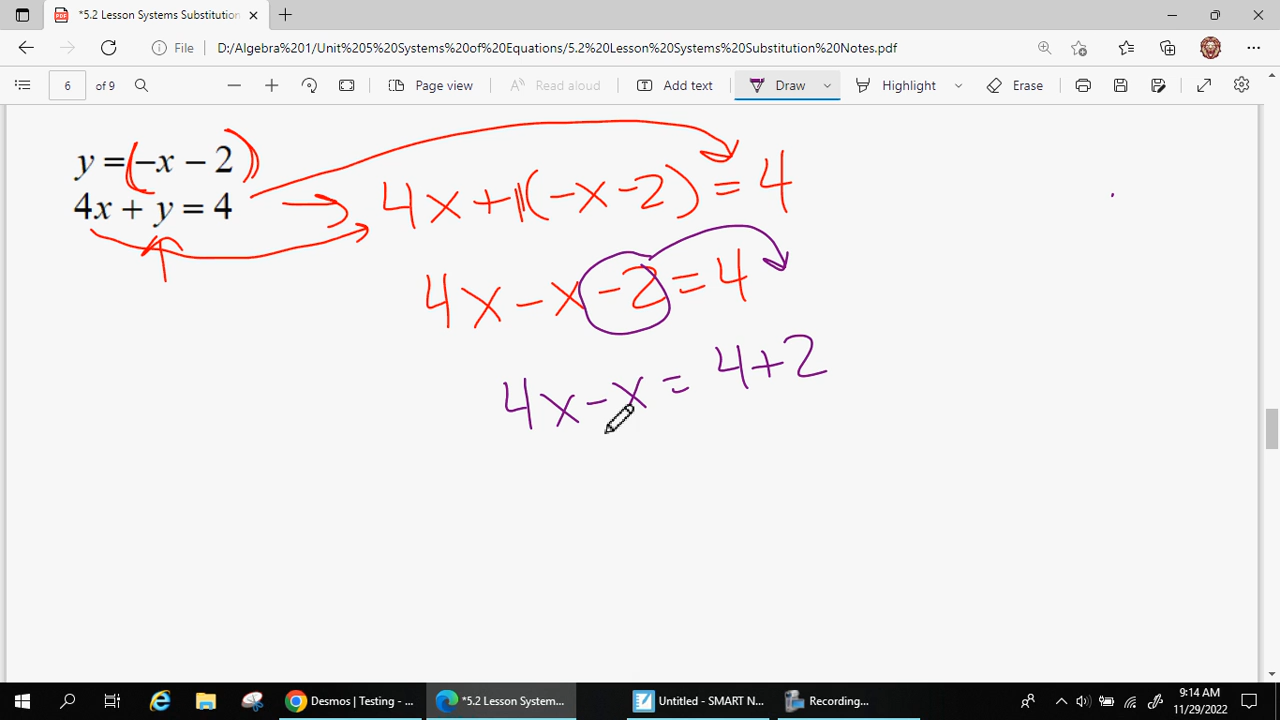 *5.2 Lesson Systems Substitution
File D:/Algebra%201/Unit%205%20Systems%20of%20Equations/5.2%20Lesson%20Systems%20Substitution%20Notes.pdf
6 of 9 Page view Read aloud Add text Draw Highlight Erase
y = (−x − 2)
4x + y = 4
4x + 1(−x − 2) = 4
4x − x − 2 = 4
4x − x = 4 + 2
Desmos | Testing - ... *5.2 Lesson System... Untitled - SMART N... Recording...
9:14 AM
11/29/2022